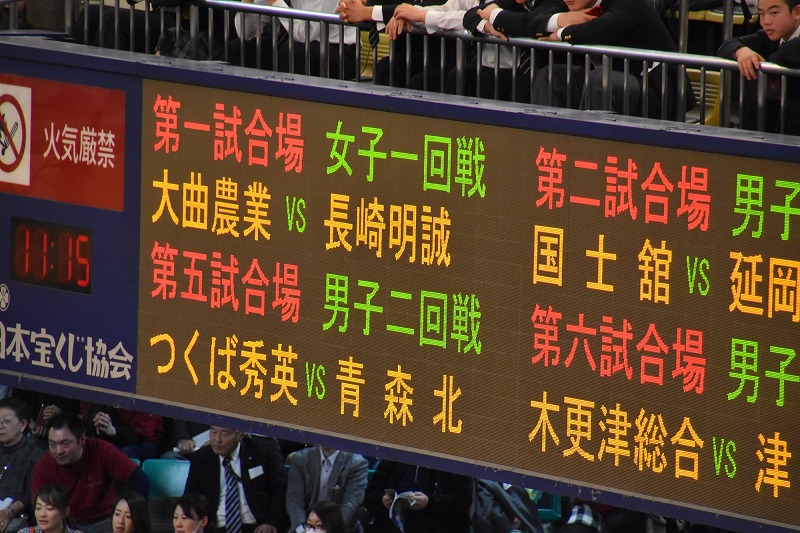 火気厳禁
11:15
日本宝くじ協会
第一試合場 女子一回戦
大曲農業 VS 長崎明誠
第五試合場 男子二回戦
つくば秀英 VS 青森北
第二試合場 男子
国士舘 VS 延岡
第六試合場 男子
木更津総合 VS 津